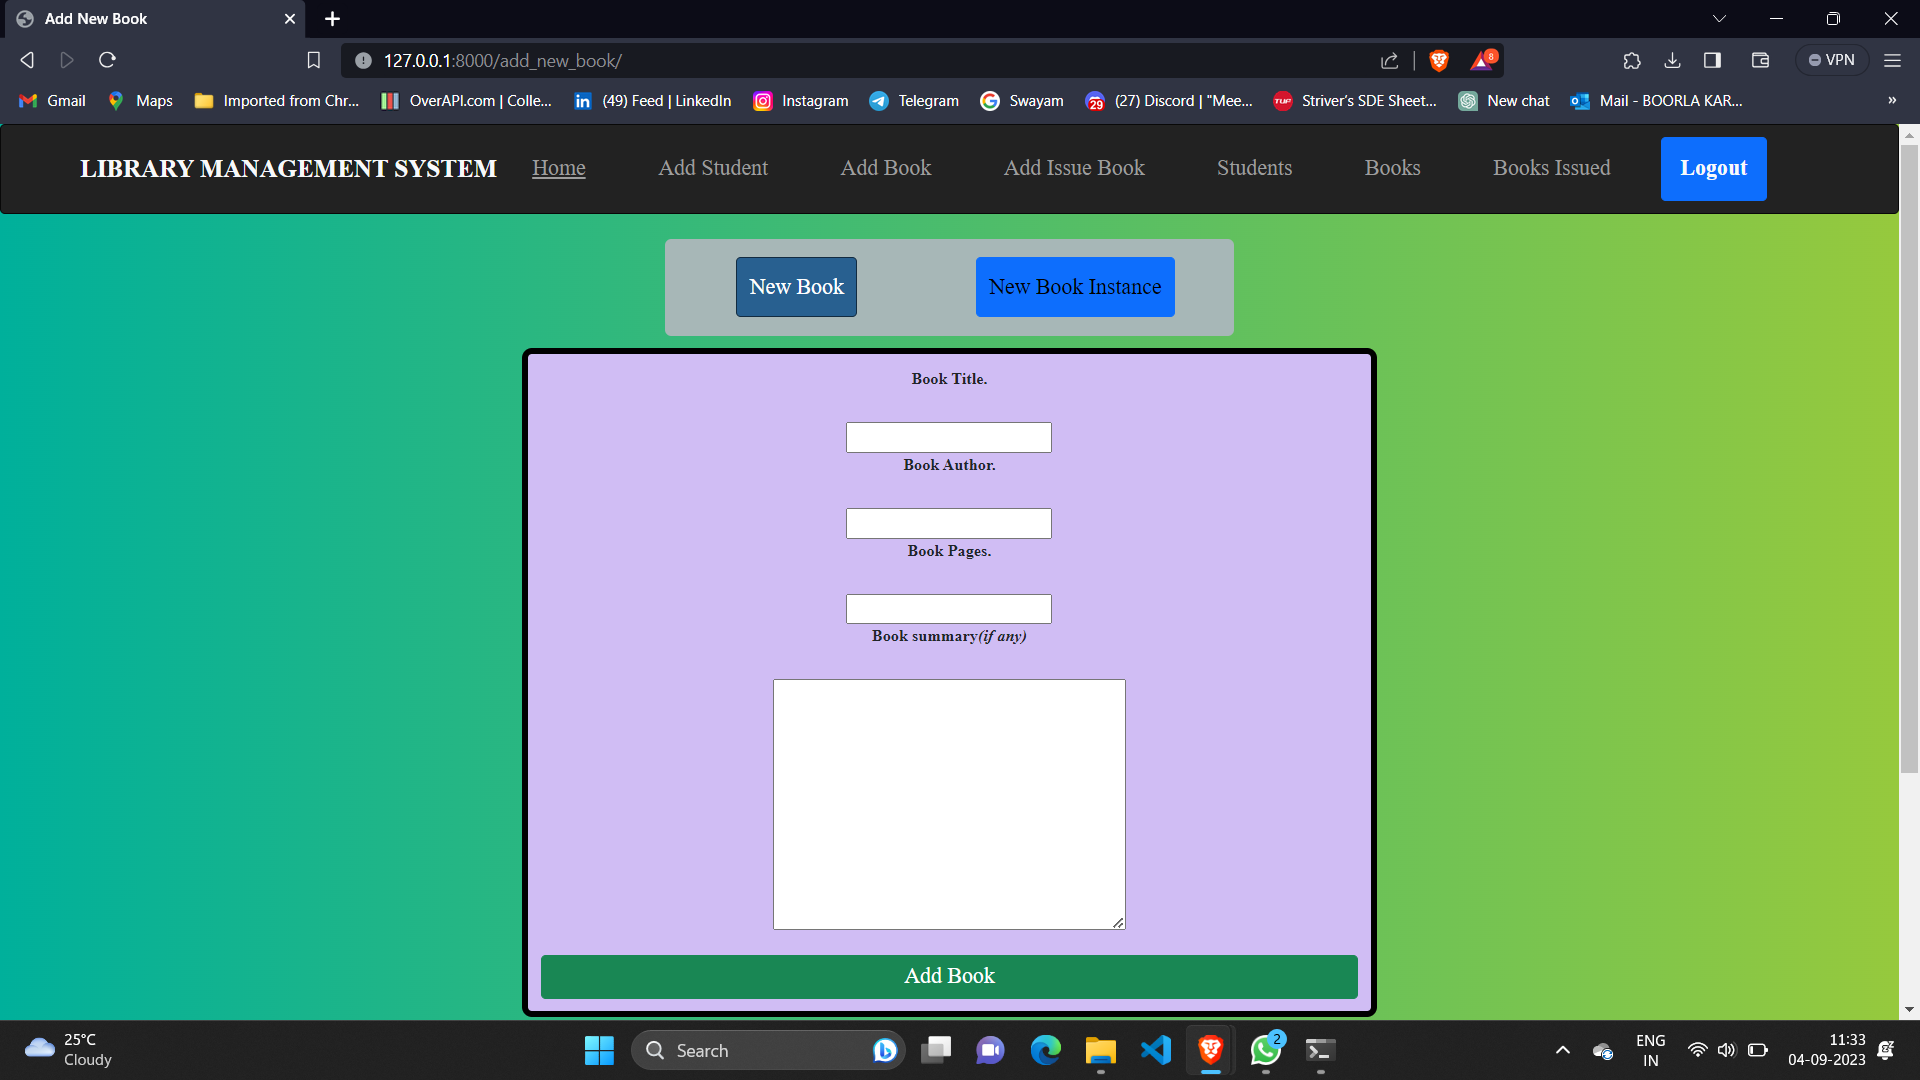 Add New Book
127.0.0.1:8000/add_new_book/
8
VPN
Gmail
Maps
Imported from Chr...
OverAPI.com | Colle...
(49) Feed | LinkedIn
Instagram
Telegram
Swayam
29
(27) Discord | "Mee...
TUF
Striver's SDE Sheet...
New chat
Mail - BOORLA KAR...
»
LIBRARY MANAGEMENT SYSTEM
Home
Add Student
Add Book
Add Issue Book
Students
Books
Books Issued
Logout
New Book
New Book Instance
Book Title.
Book Author.
Book Pages.
Book summary(if any)
Add Book
25°C
Cloudy
Search
2
ENG
IN
11:33
04-09-2023